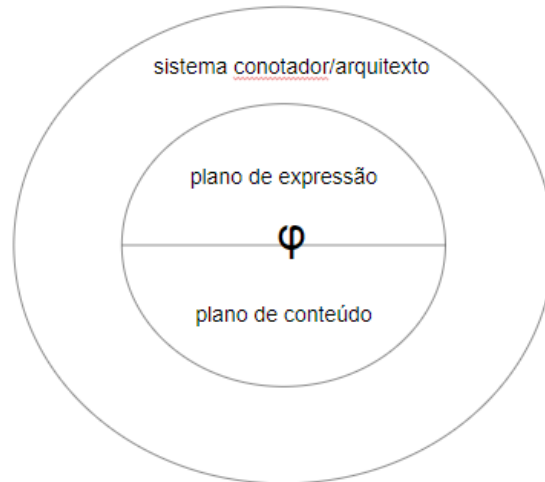 sistema conotador/arquitexto
plano de expressão
φ
plano de conteúdo